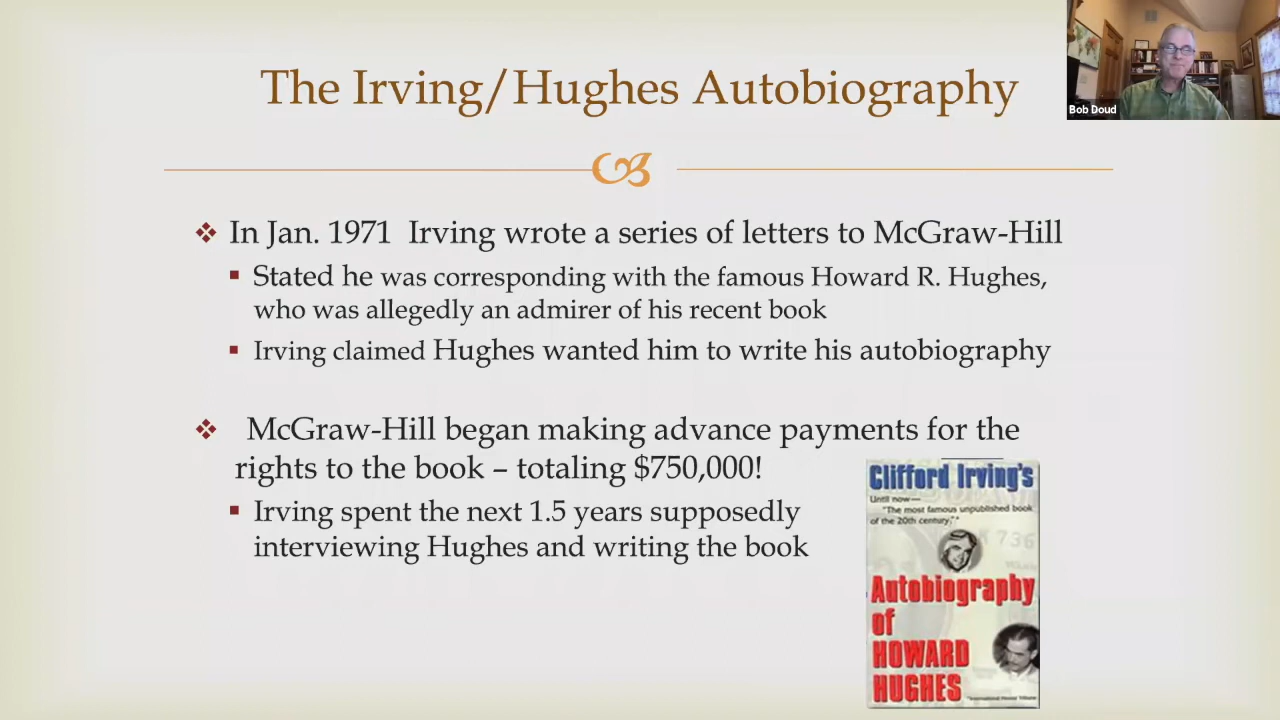 The Irving/Hughes Autobiography
Bob Doud
In Jan. 1971 Irving wrote a series of letters to McGraw-Hill
Stated he was corresponding with the famous Howard R. Hughes,
who was allegedly an admirer of his recent book
Irving claimed Hughes wanted him to write his autobiography
McGraw-Hill began making advance payments for the
rights to the book – totaling $750,000!
Irving spent the next 1.5 years supposedly
interviewing Hughes and writing the book
Clifford Irving's
Until now—
"The most famous unpublished book
of the 20th century."
K 736
Autobiography
of
HOWARD
HUGHES